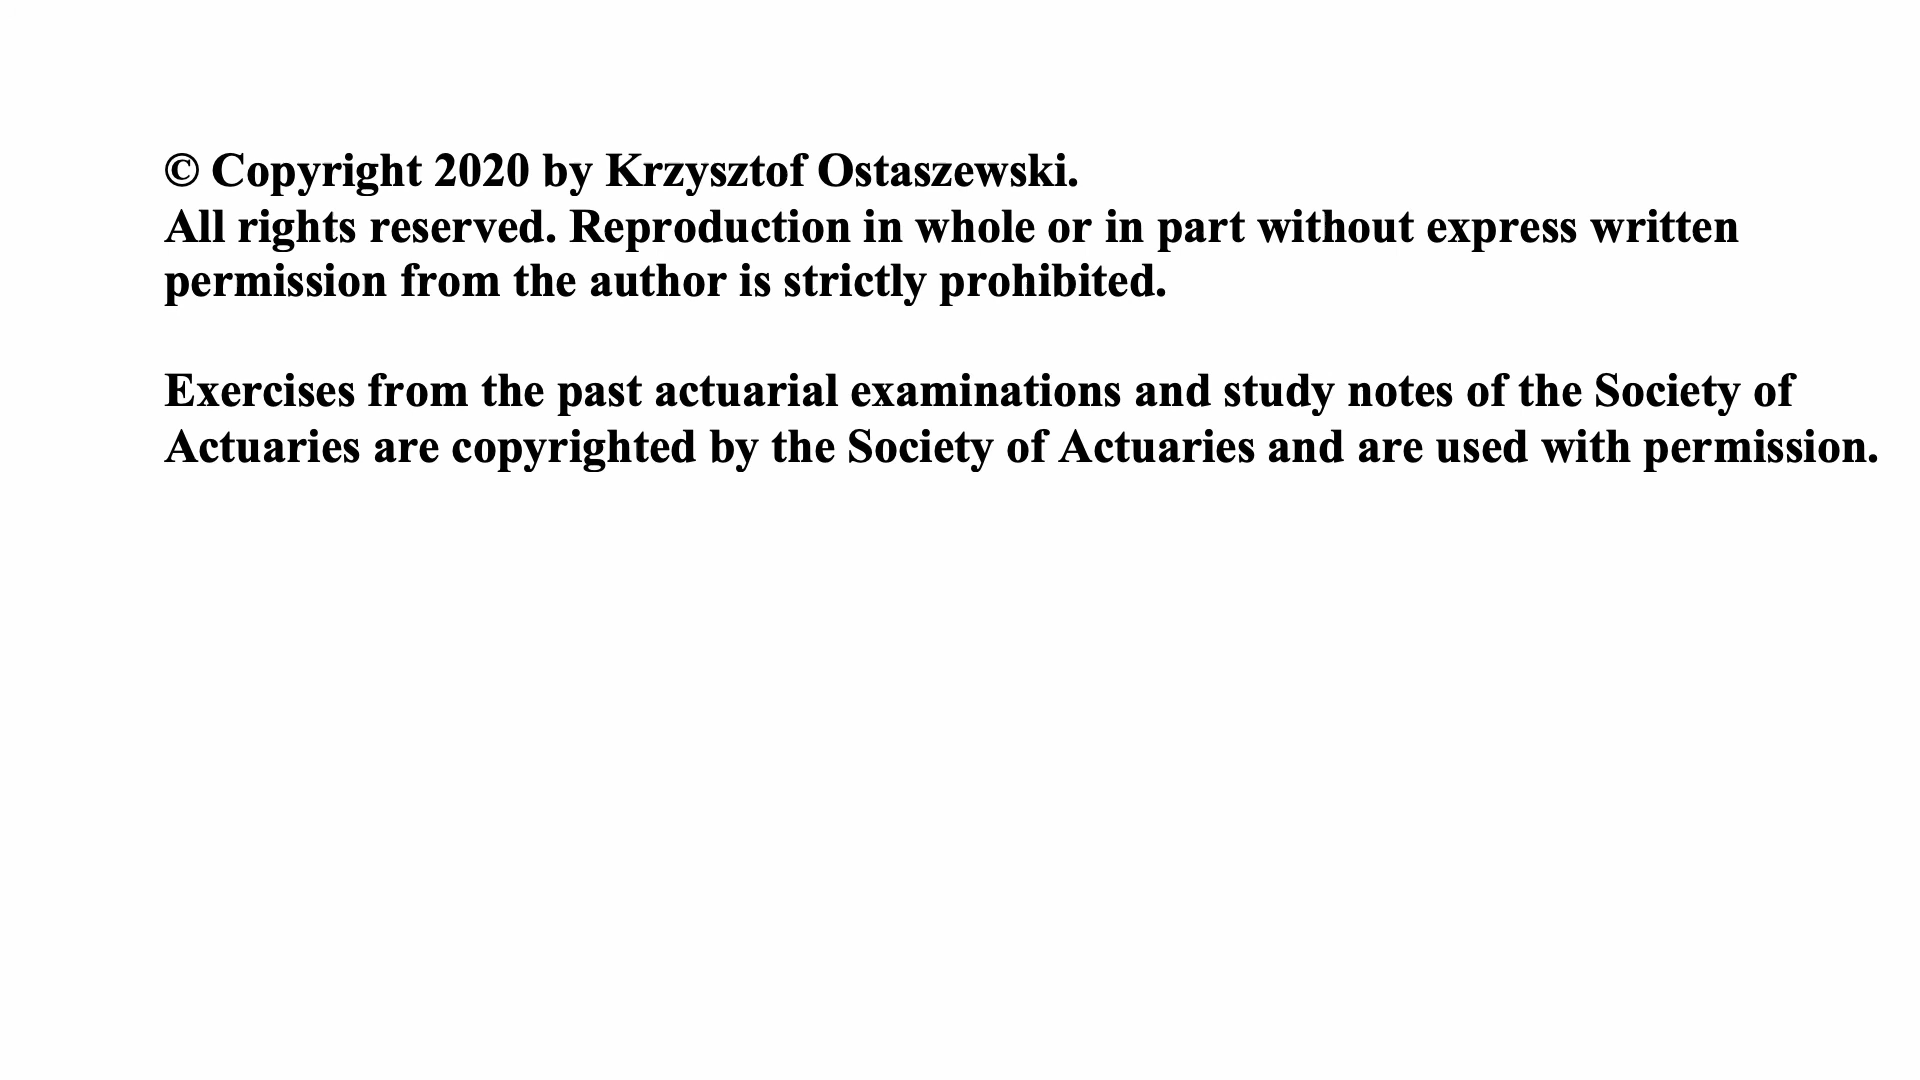 © Copyright 2020 by Krzysztof Ostaszewski.
All rights reserved. Reproduction in whole or in part without express written
permission from the author is strictly prohibited.
Exercises from the past actuarial examinations and study notes of the Society of
Actuaries are copyrighted by the Society of Actuaries and are used with permission.